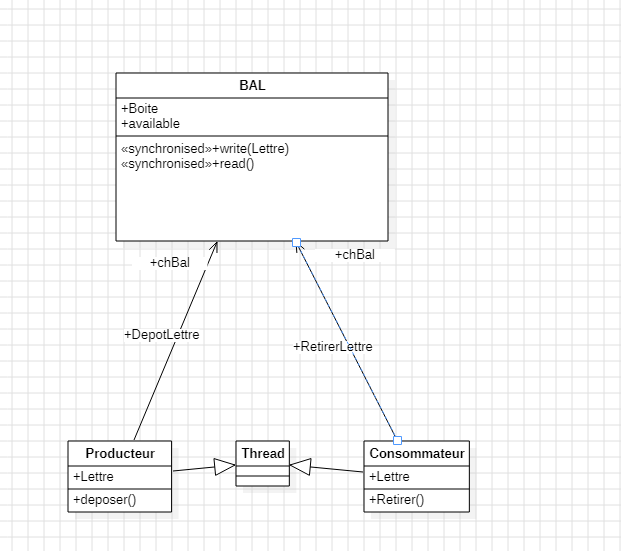 BAL
+Boite
+available
«synchronised»+write(Lettre)
«synchronised»+read()
+chBal
+chBal
+DepotLettre
+RetirerLettre
Producteur
+Lettre
+deposer()
Thread
Consommateur
+Lettre
+Retirer()